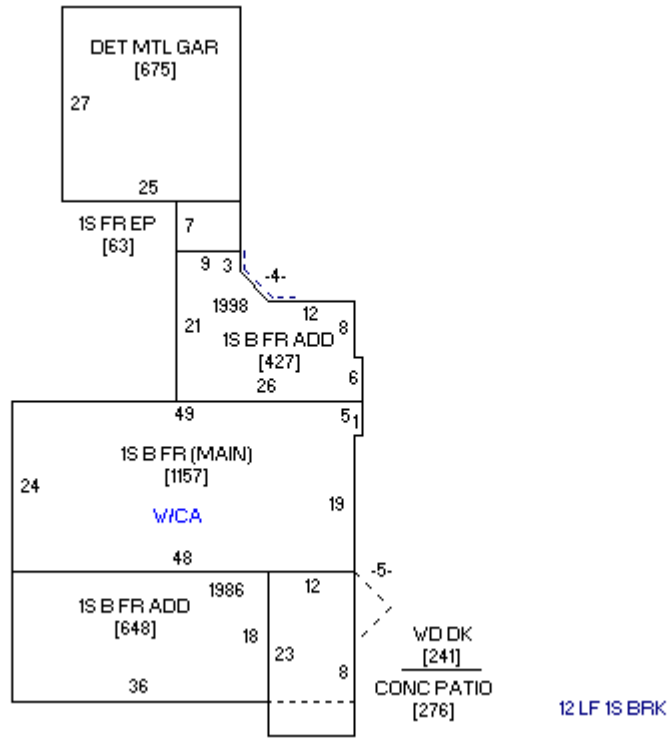 DET MTL GAR
[675]
27
25
1S FR EP
[63]
7
9 3 -4-
1998
12
21
8
1S B FR ADD
[427]
6
26
49
5
1
1S B FR (MAIN)
[1157]
24
19
W/CA
48
-5-
1986
12
1S B FR ADD
[648]
18
23
WD DK
[241]
8
36
CONC PATIO
[276]
12 LF 1S BRK